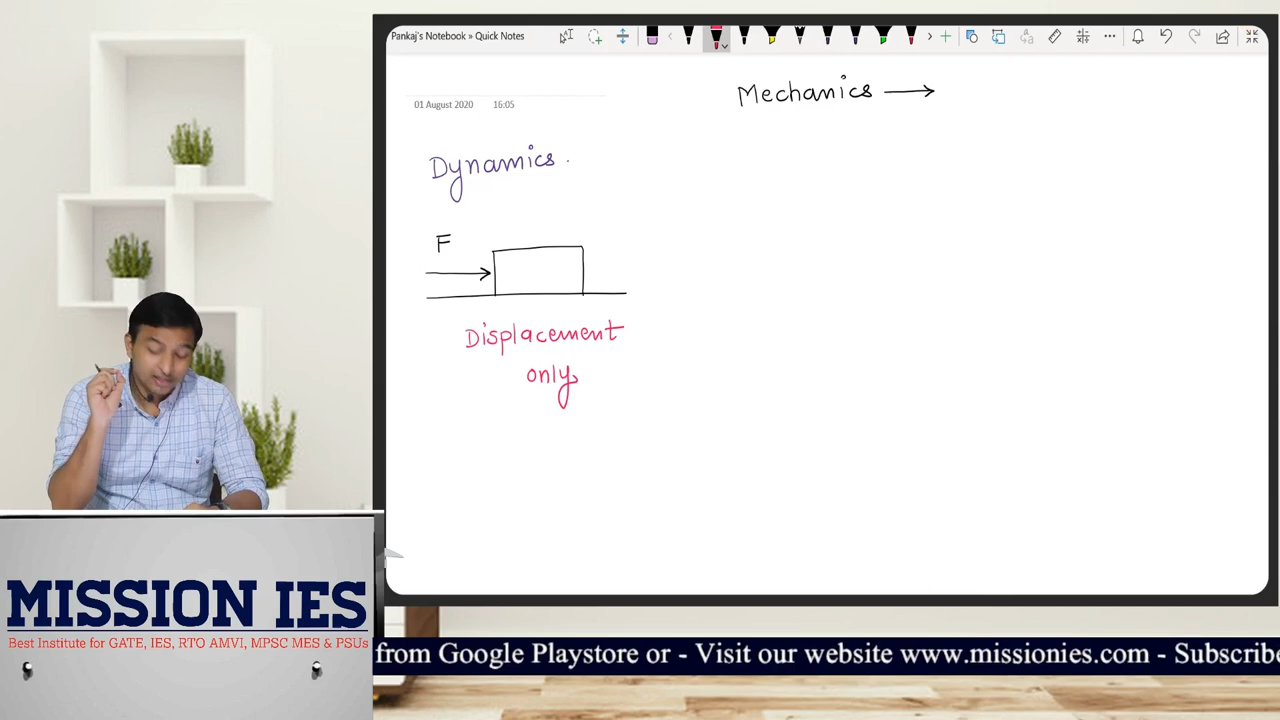 Pankaj's Notebook » Quick Notes
Mechanics →
01 August 2020 16:05
Dynamics.
F
Displacement
only
MISSION IES
Best Institute for GATE, IES, RTO AMVI, MPSC MES & PSUs
from Google Playstore or - Visit our website www.missionies.com - Subscribe